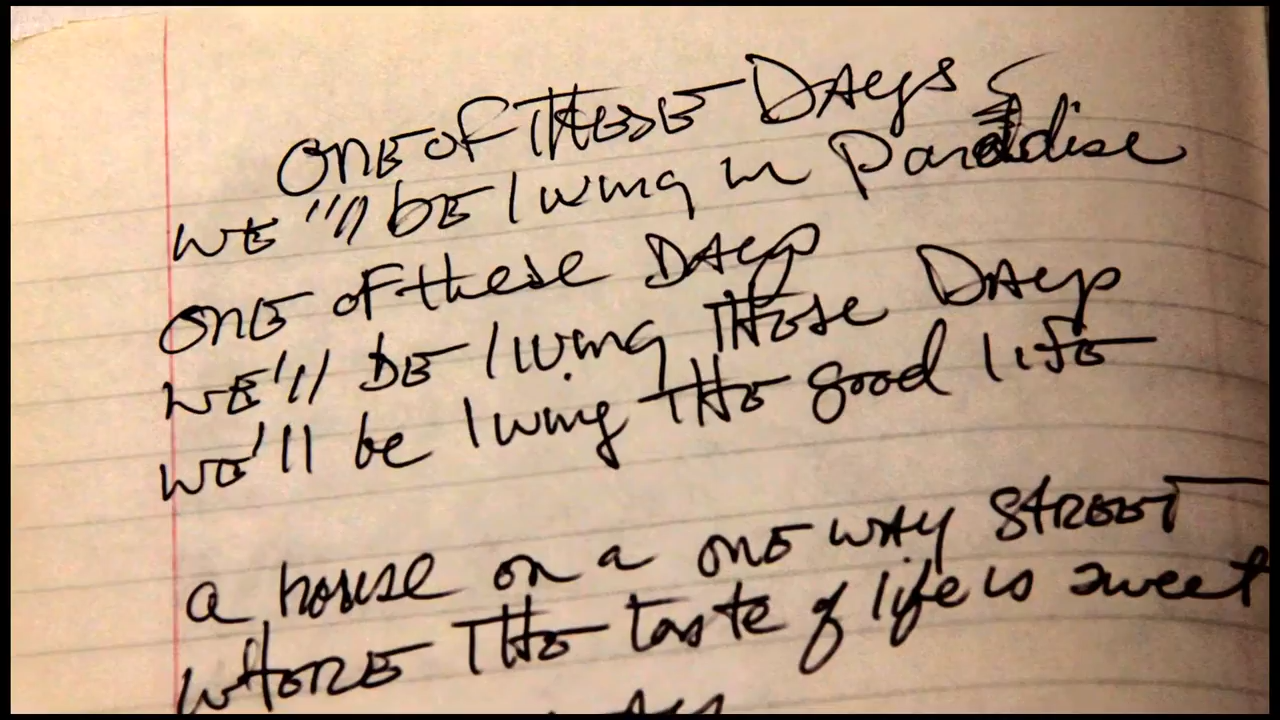 ONE of THESE DAYS
WE'll BE living in Paradise
ONE of these DAYS
WE'll BE living THESE DAYS
WE'll be living THE good life
a house on a ONE WAY STREET
WHERE THE taste of life is sweet